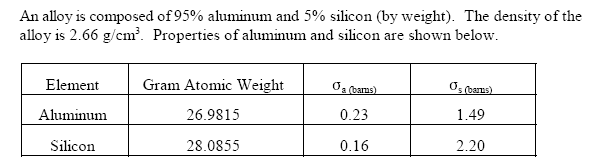 An alloy is composed of 95% aluminum and 5% silicon (by weight). The density of the
alloy is 2.66 g/cm³. Properties of aluminum and silicon are shown below.
Element Gram Atomic Weight σa (barns) σs (barns)
Aluminum 26.9815 0.23 1.49
Silicon 28.0855 0.16 2.20